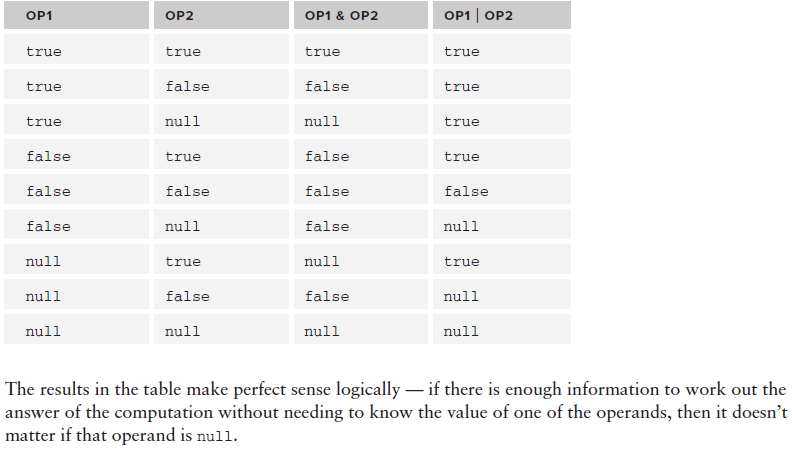 OP1 OP2 OP1 & OP2 OP1 | OP2
true true true true
true false false true
true null null true
false true false true
false false false false
false null false null
null true null true
null false false null
null null null null
The results in the table make perfect sense logically — if there is enough information to work out the
answer of the computation without needing to know the value of one of the operands, then it doesn’t
matter if that operand is null.